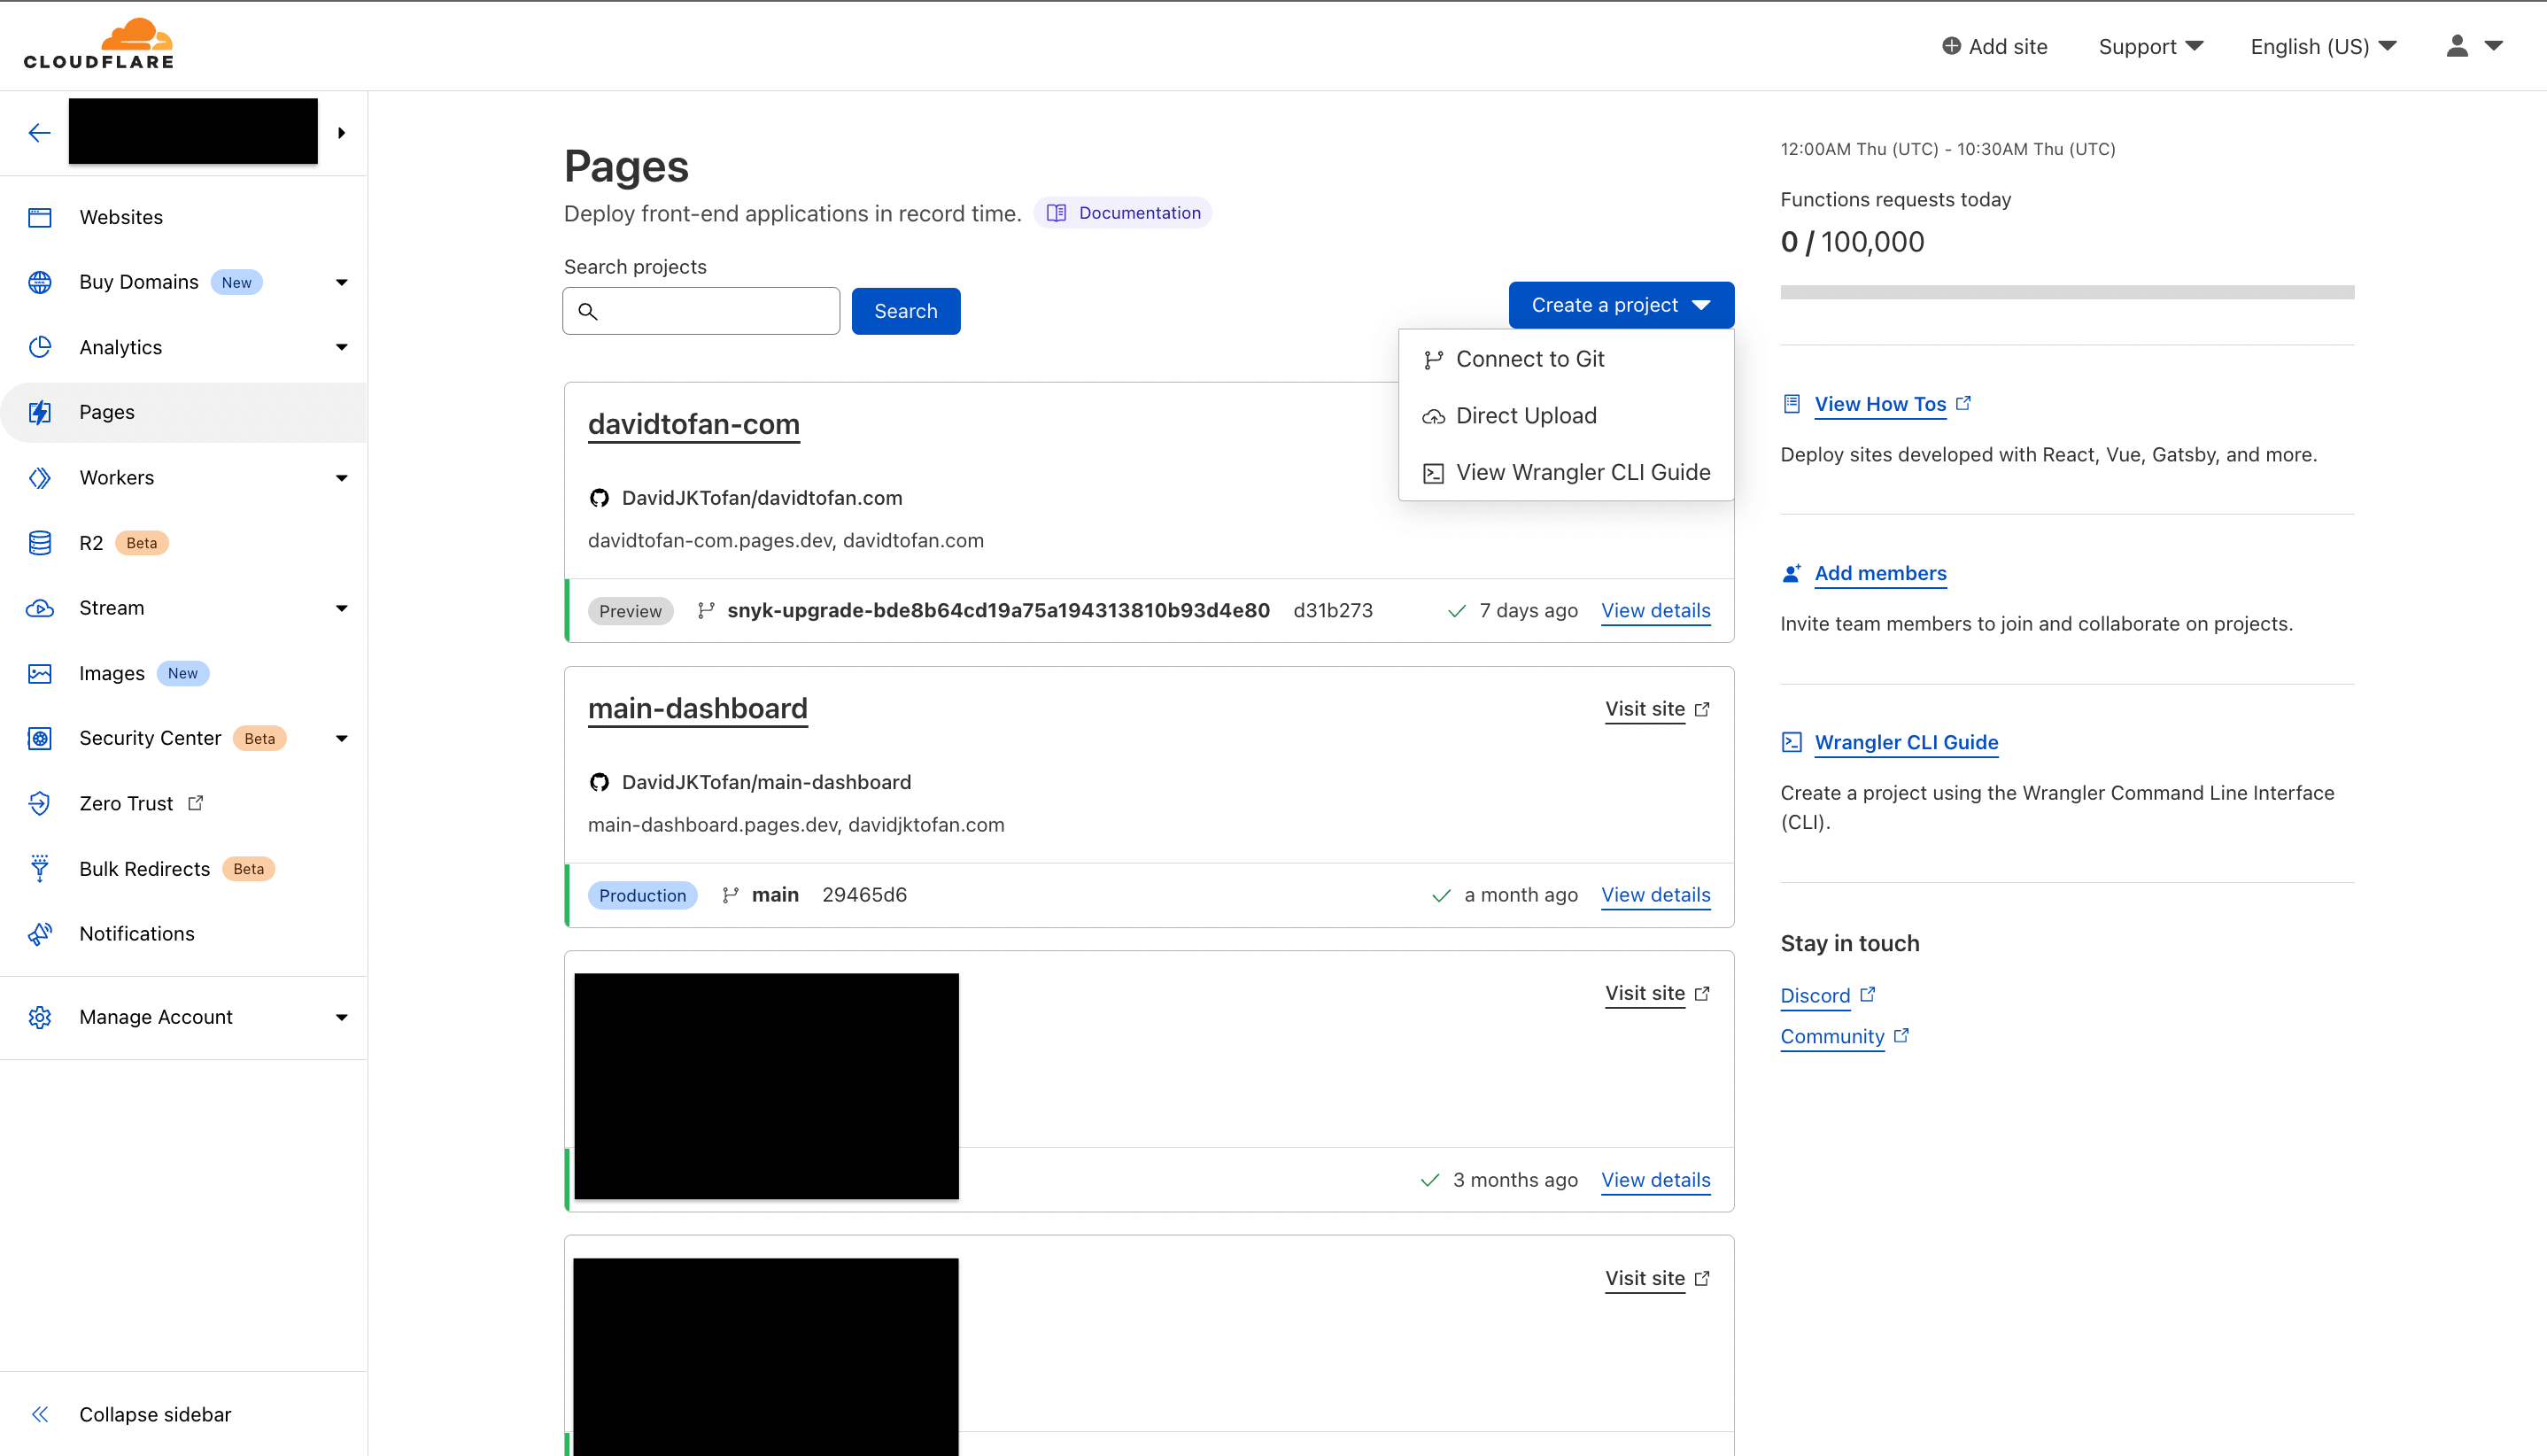 CLOUDFLARE
Add site
Support
English (US)
Websites
Buy Domains New
Analytics
Pages
Workers
R2 Beta
Stream
Images New
Security Center Beta
Zero Trust
Bulk Redirects Beta
Notifications
Manage Account
Collapse sidebar
Pages
Deploy front-end applications in record time. Documentation
Search projects
Search
Create a project
Connect to Git
Direct Upload
View Wrangler CLI Guide
davidtofan-com
DavidJKTofan/davidtofan.com
davidtofan-com.pages.dev, davidtofan.com
Preview snyk-upgrade-bde8b64cd19a75a194313810b93d4e80 d31b273 7 days ago View details
main-dashboard Visit site
DavidJKTofan/main-dashboard
main-dashboard.pages.dev, davidjktofan.com
Production main 29465d6 a month ago View details
Visit site
3 months ago View details
Visit site
12:00AM Thu (UTC) - 10:30AM Thu (UTC)
Functions requests today
0 / 100,000
View How Tos
Deploy sites developed with React, Vue, Gatsby, and more.
Add members
Invite team members to join and collaborate on projects.
Wrangler CLI Guide
Create a project using the Wrangler Command Line Interface
(CLI).
Stay in touch
Discord
Community